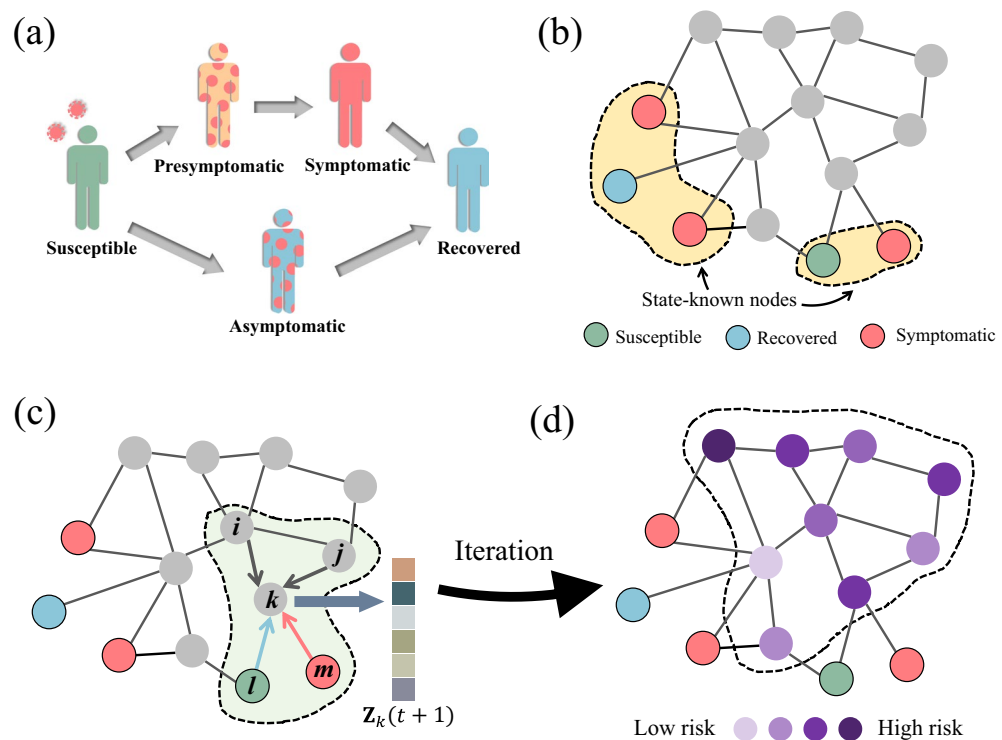 (a)
Presymptomatic
Symptomatic
Susceptible
Recovered
Asymptomatic
(b)
State-known nodes
Susceptible
Recovered
Symptomatic
(c)
i
j
k
l
m
Z_k(t + 1)
Iteration
(d)
Low risk
High risk